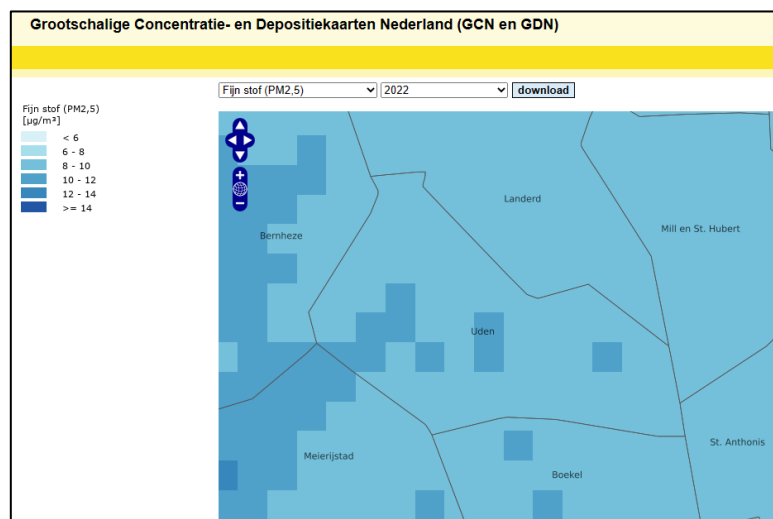 Grootschalige Concentratie- en Depositiekaarten Nederland (GCN en GDN)
Fijn stof (PM2,5) 2022 download
Fijn stof (PM2,5)
[µg/m³]
< 6
6 - 8
8 - 10
10 - 12
12 - 14
>= 14
Landerd
Mill en St. Hubert
Bernheze
Uden
St. Anthonis
Meierijstad
Boekel